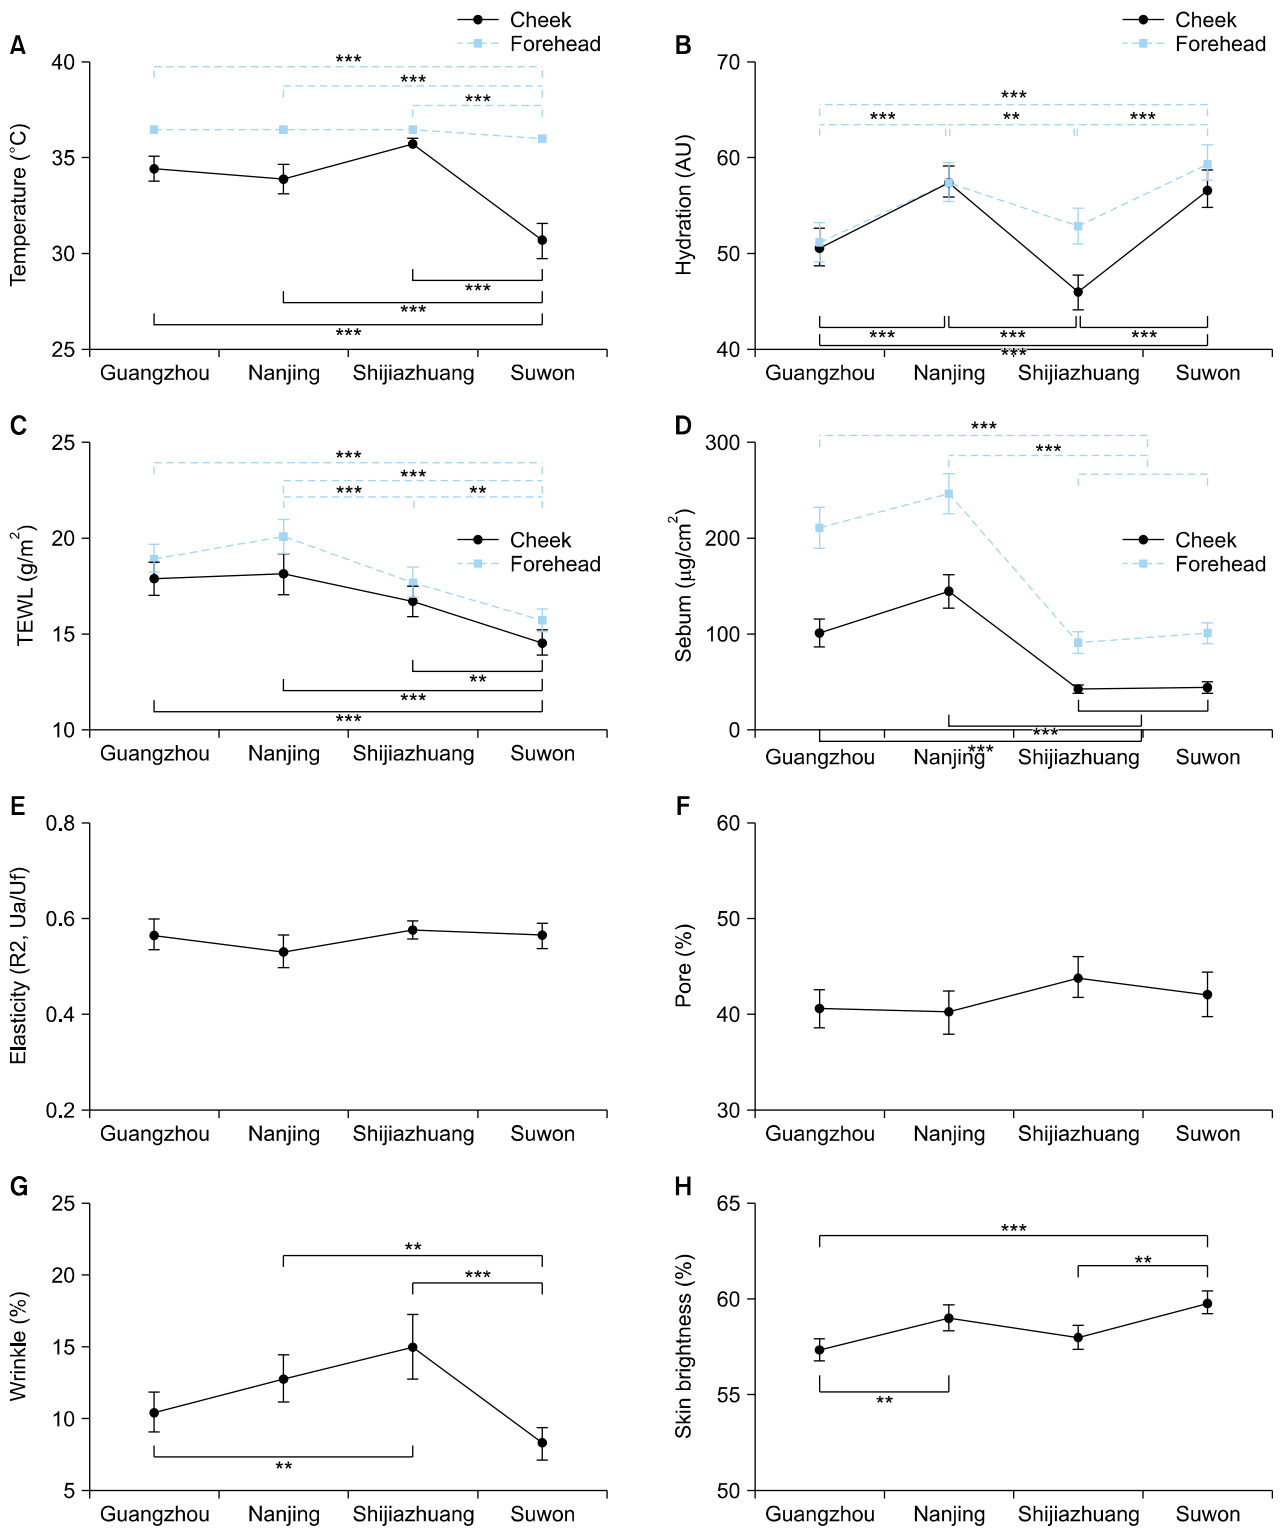 A
Cheek
Forehead
Temperature (°C)
40
35
30
25
***
***
***
***
***
***
Guangzhou Nanjing Shijiazhuang Suwon
B
Cheek
Forehead
Hydration (AU)
70
60
50
40
***
*** ** ***
*** *** ***
***
Guangzhou Nanjing Shijiazhuang Suwon
C
Cheek
Forehead
TEWL (g/m²)
25
20
15
10
***
***
*** **
**
***
***
Guangzhou Nanjing Shijiazhuang Suwon
D
Cheek
Forehead
Sebum (µg/cm²)
300
200
100
0
***
***
***
***
Guangzhou Nanjing Shijiazhuang Suwon
E
Elasticity (R2, Ua/Uf)
0.8
0.6
0.4
0.2
Guangzhou Nanjing Shijiazhuang Suwon
F
Pore (%)
60
50
40
30
Guangzhou Nanjing Shijiazhuang Suwon
G
Wrinkle (%)
25
20
15
10
5
**
***
**
Guangzhou Nanjing Shijiazhuang Suwon
H
Skin brightness (%)
65
60
55
50
***
**
**
Guangzhou Nanjing Shijiazhuang Suwon